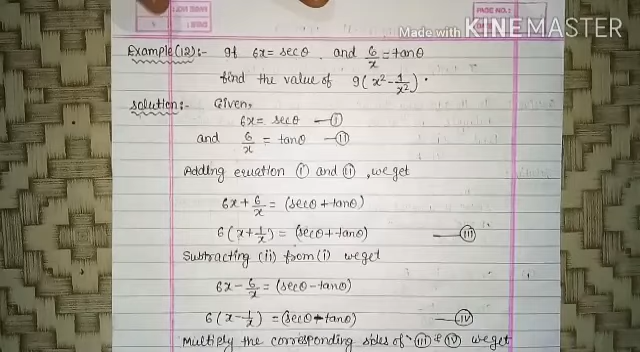 PAGE NO.:
Made with KINEMASTER
Example(12):- If 6x = secθ and 6/x = tanθ
find the value of 9(x² - 1/x²).
Solution:- Given,
6x = secθ —(I)
and 6/x = tanθ —(II)
Adding equation (I) and (II), we get
6x + 6/x = (secθ + tanθ)
6(x + 1/x) = (secθ + tanθ) —(III)
Subtracting (ii) from (i) we get
6x - 6/x = (secθ - tanθ)
6(x - 1/x) = (secθ - tanθ) —(IV)
Multiply the corresponding sides of (III) & (IV) we get